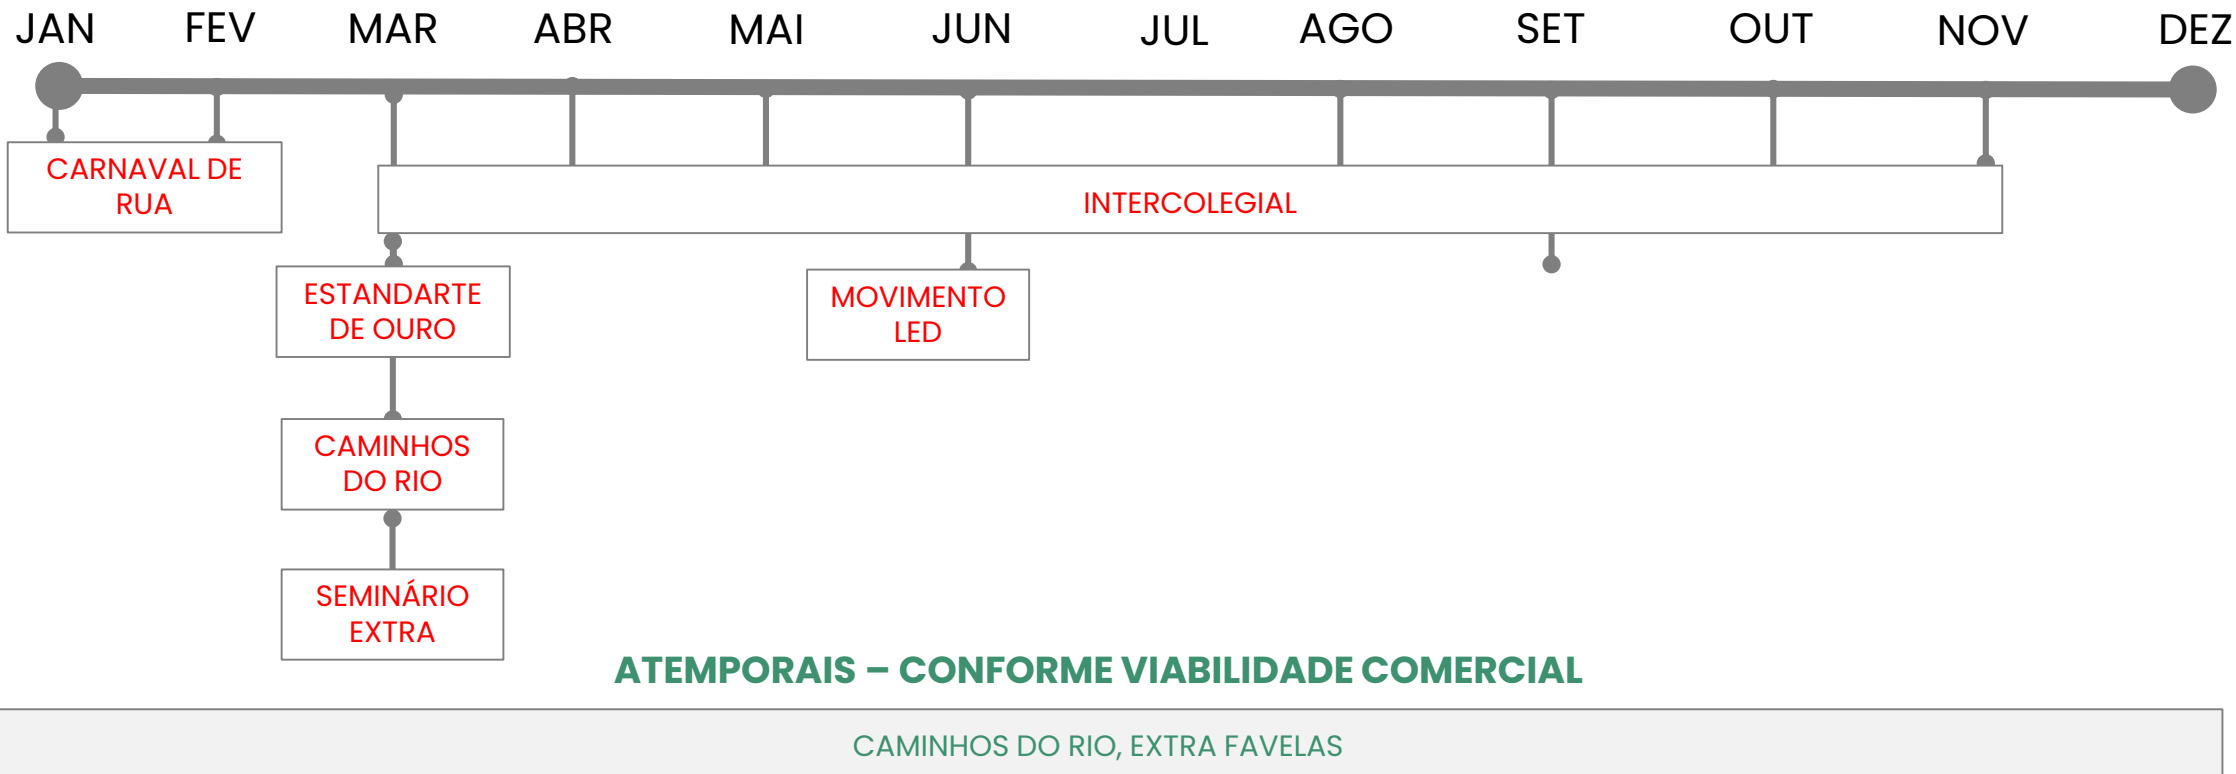 JAN FEV MAR ABR MAI JUN JUL AGO SET OUT NOV DEZ
CARNAVAL DE
RUA
INTERCOLEGIAL
ESTANDARTE
DE OURO
MOVIMENTO
LED
CAMINHOS
DO RIO
SEMINÁRIO
EXTRA
ATEMPORAIS – CONFORME VIABILIDADE COMERCIAL
CAMINHOS DO RIO, EXTRA FAVELAS